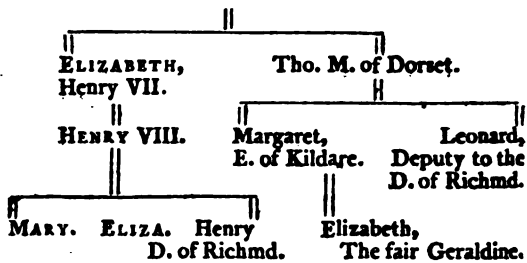 ELIZABETH, Tho. M. of Dorset.
Henry VII.
HENRY VIII. Margaret, Leonard,
E. of Kildare. Deputy to the
D. of Richmd.
MARY. ELIZA. Henry Elizabeth,
D. of Richmd. The fair Geraldine.